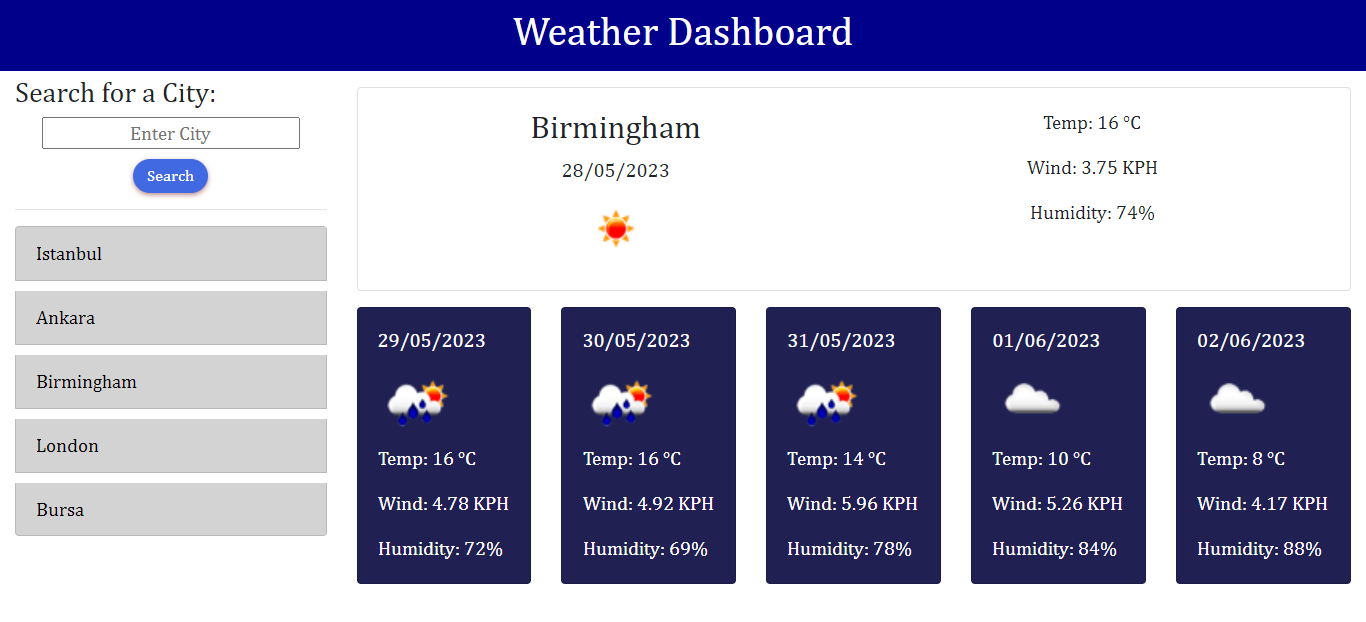 Weather Dashboard
Search for a City:
Enter City
Search
Istanbul
Ankara
Birmingham
London
Bursa
Birmingham
28/05/2023
Temp: 16 °C
Wind: 3.75 KPH
Humidity: 74%
29/05/2023
Temp: 16 °C
Wind: 4.78 KPH
Humidity: 72%
30/05/2023
Temp: 16 °C
Wind: 4.92 KPH
Humidity: 69%
31/05/2023
Temp: 14 °C
Wind: 5.96 KPH
Humidity: 78%
01/06/2023
Temp: 10 °C
Wind: 5.26 KPH
Humidity: 84%
02/06/2023
Temp: 8 °C
Wind: 4.17 KPH
Humidity: 88%